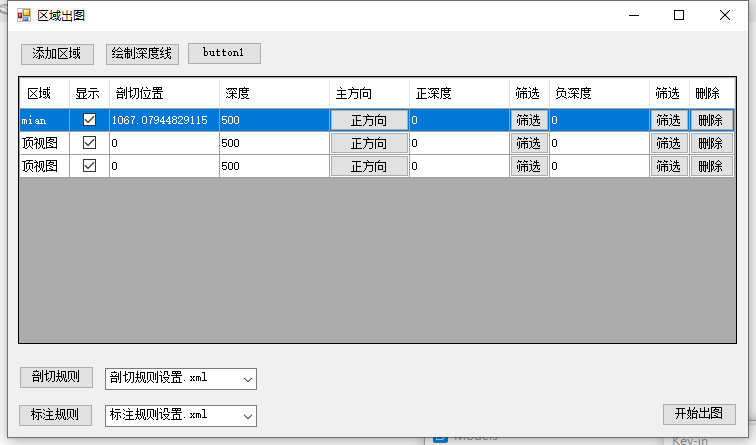 区域出图
添加区域 绘制深度线 button1
区域 显示 剖切位置 深度 主方向 正深度 筛选 负深度 筛选 删除
mian 1067.07944829115 500 正方向 0 筛选 0 筛选 删除
顶视图 0 500 正方向 0 筛选 0 筛选 删除
顶视图 0 500 正方向 0 筛选 0 筛选 删除
剖切规则 剖切规则设置.xml
标注规则 标注规则设置.xml 开始出图
Models Key-in